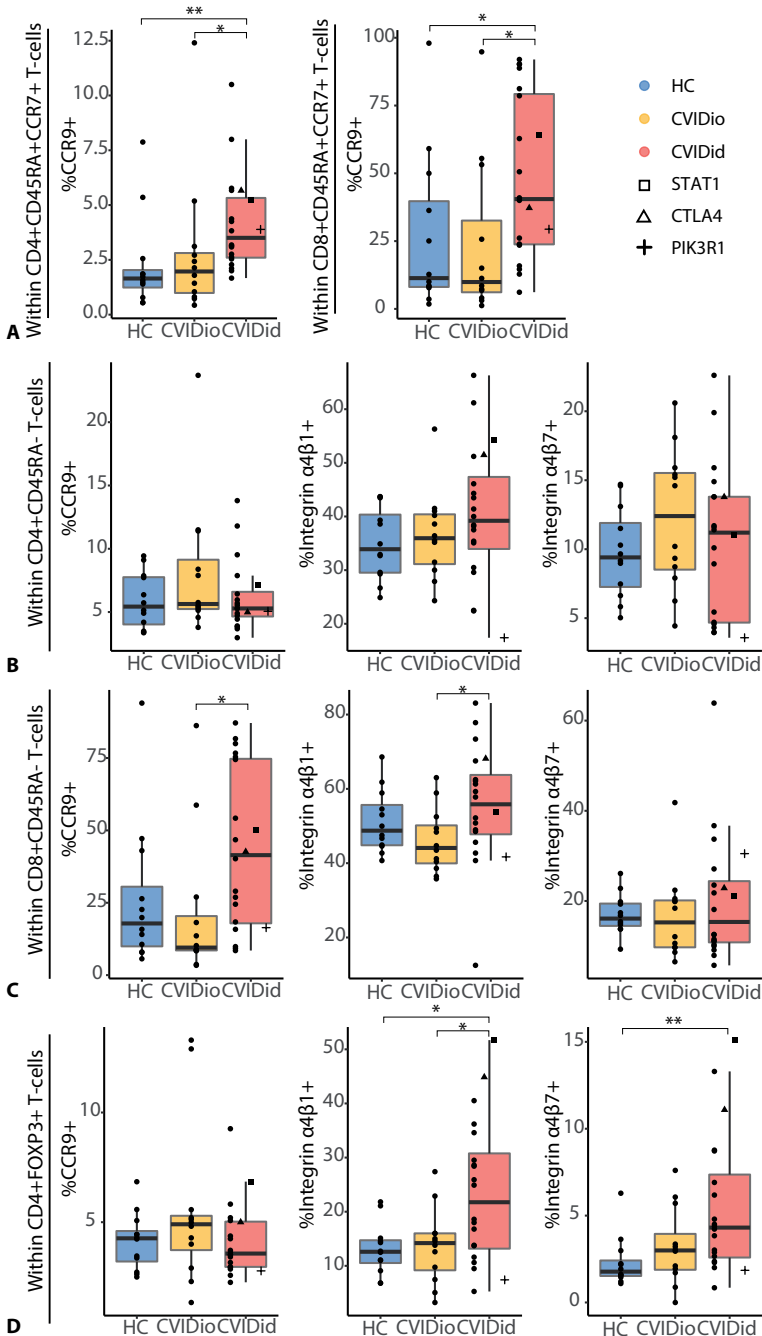 Within CD4+CD45RA+CCR7+ T-cells
%CCR9+
12.5
10.0
7.5
5.0
2.5
0.0
**
*
HC CVIDio CVIDid
Within CD8+CD45RA+CCR7+ T-cells
%CCR9+
100
75
50
25
0
*
*
HC CVIDio CVIDid
HC
CVIDio
CVIDid
STAT1
CTLA4
PIK3R1
A
Within CD4+CD45RA- T-cells
%CCR9+
20
15
10
5
HC CVIDio CVIDid
%Integrin α4β1+
60
50
40
30
20
HC CVIDio CVIDid
%Integrin α4β7+
20
15
10
5
HC CVIDio CVIDid
B
Within CD8+CD45RA- T-cells
%CCR9+
75
50
25
0
*
HC CVIDio CVIDid
%Integrin α4β1+
80
60
40
20
*
HC CVIDio CVIDid
%Integrin α4β7+
60
40
20
HC CVIDio CVIDid
C
Within CD4+FOXP3+ T-cells
%CCR9+
10
5
HC CVIDio CVIDid
%Integrin α4β1+
50
40
30
20
10
*
*
HC CVIDio CVIDid
%Integrin α4β7+
15
10
5
0
**
HC CVIDio CVIDid
D